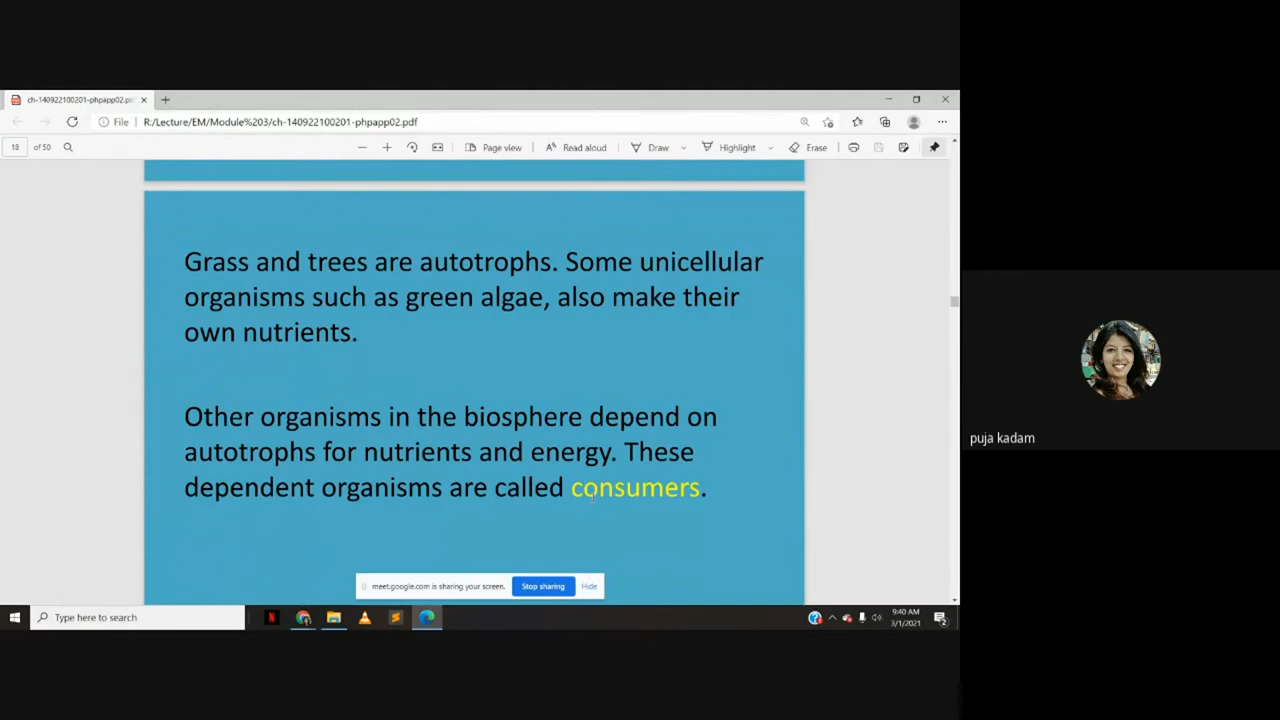 ch-140922100201-phpapp02.pd
File
R:/Lecture/EM/Module%203/ch-140922100201-phpapp02.pdf
18 of 50
Page view
Read aloud
Draw
Highlight
Erase
Grass and trees are autotrophs. Some unicellular
organisms such as green algae, also make their
own nutrients.
Other organisms in the biosphere depend on
autotrophs for nutrients and energy. These
dependent organisms are called consumers.
puja kadam
meet.google.com is sharing your screen.
Stop sharing
Hide
Type here to search
9:40 AM
3/1/2021